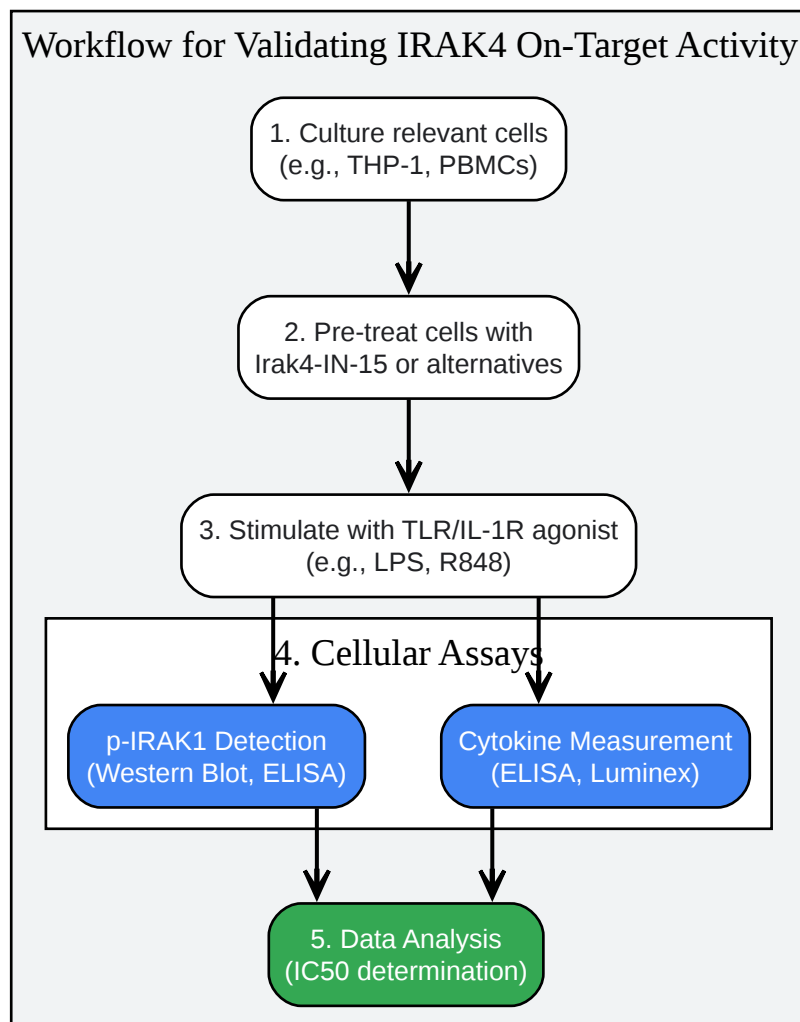 Workflow for Validating IRAK4 On-Target Activity
1. Culture relevant cells
(e.g., THP-1, PBMCs)
2. Pre-treat cells with
Irak4-IN-15 or alternatives
3. Stimulate with TLR/IL-1R agonist
(e.g., LPS, R848)
4. Cellular Assays
p-IRAK1 Detection
(Western Blot, ELISA)
Cytokine Measurement
(ELISA, Luminex)
5. Data Analysis
(IC50 determination)